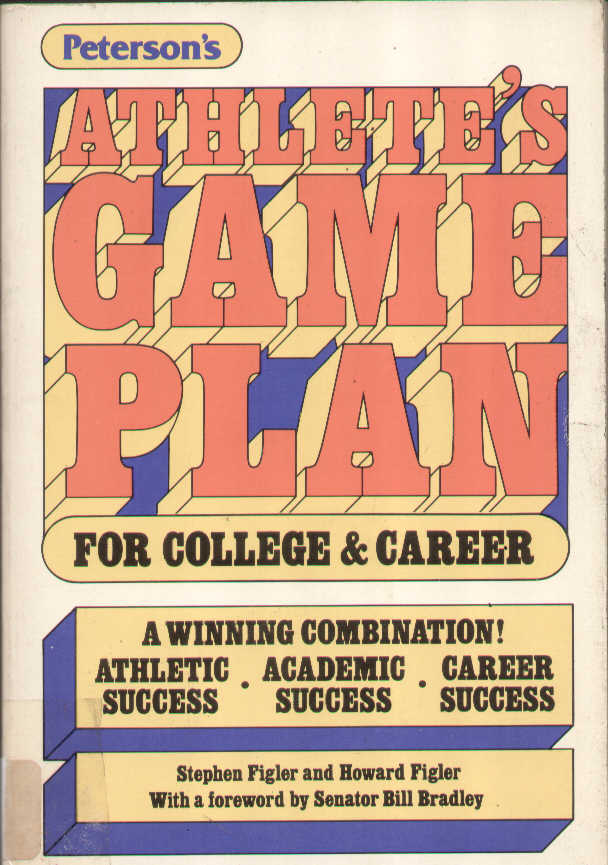 Peterson's
ATHLETE'S
GAME
PLAN
FOR COLLEGE & CAREER
A WINNING COMBINATION!
ATHLETIC SUCCESS · ACADEMIC SUCCESS · CAREER SUCCESS
Stephen Figler and Howard Figler
With a foreword by Senator Bill Bradley